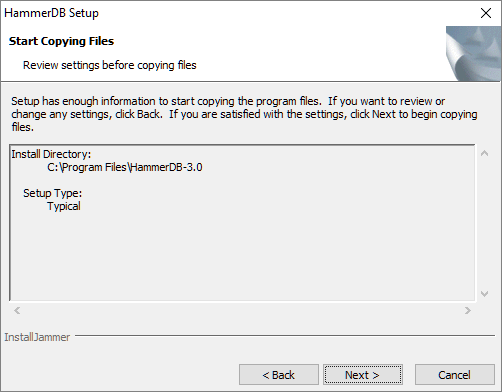 HammerDB Setup
Start Copying Files
Review settings before copying files
Setup has enough information to start copying the program files.  If you want to review or
change any settings, click Back.  If you are satisfied with the settings, click Next to begin copying
files.
Install Directory:
C:\Program Files\HammerDB-3.0
Setup Type:
Typical
InstallJammer
< Back
Next >
Cancel